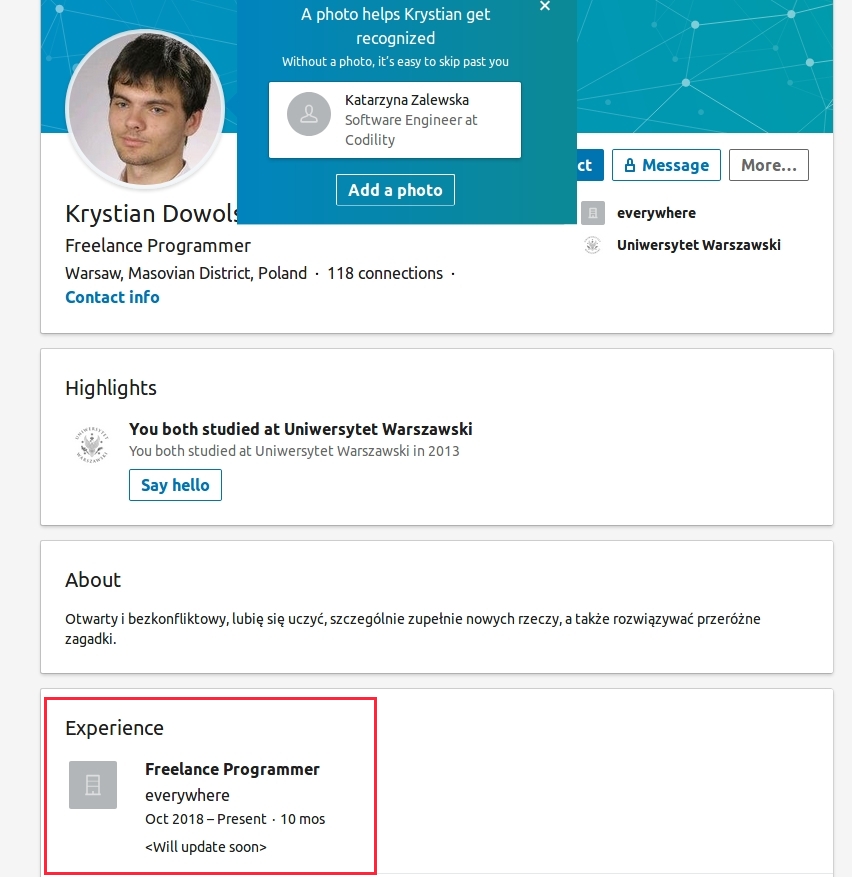 A photo helps Krystian get
recognized
Without a photo, it's easy to skip past you
Katarzyna Zalewska
Software Engineer at
Codility
Add a photo
ct
Message
More...
Krystian Dowols
Freelance Programmer
Warsaw, Masovian District, Poland · 118 connections ·
Contact info
everywhere
Uniwersytet Warszawski
Highlights
UNIWERSYTET
WARSZAWSKI
You both studied at Uniwersytet Warszawski
You both studied at Uniwersytet Warszawski in 2013
Say hello
About
Otwarty i bezkonfliktowy, lubię się uczyć, szczególnie zupełnie nowych rzeczy, a także rozwiązywać przeróżne
zagadki.
Experience
Freelance Programmer
everywhere
Oct 2018 – Present · 10 mos
<Will update soon>